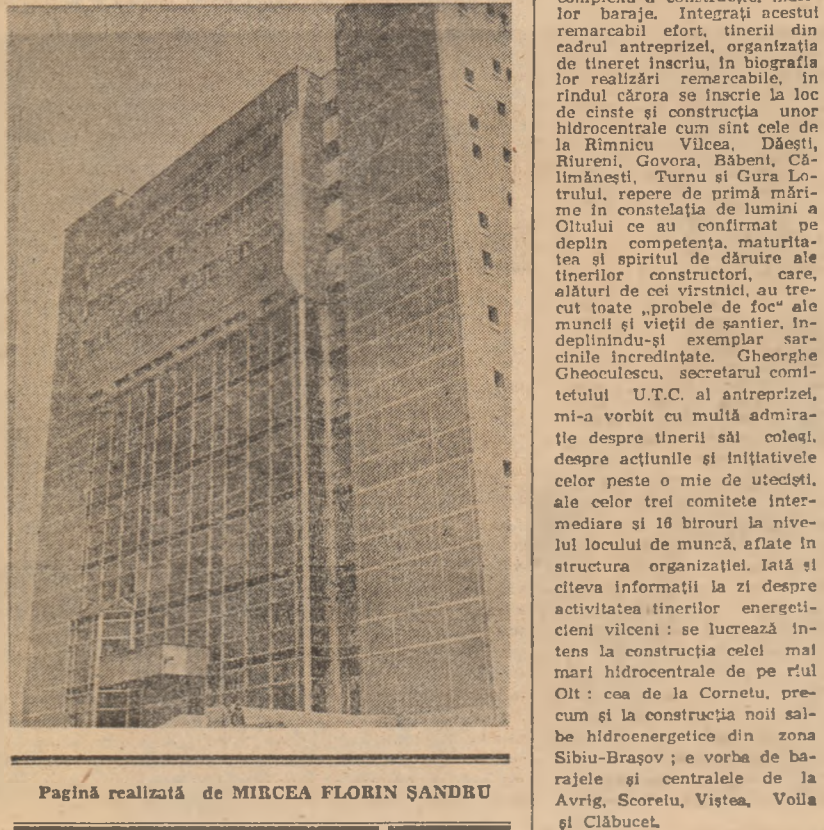 Pagină realizată de MIRCEA FLORIN ȘANDRU
lor baraje. Integrați acestui
remarcabil efort, tinerii din
cadrul antreprizei, organizația
de tineret înscriu, în biografia
lor realizări remarcabile, în
rîndul cărora se înscrie la loc
de cinste și construcția unor
hidrocentrale cum sînt cele de
la Rîmnicu Vîlcea, Dăești,
Rîureni, Govora, Băbeni, Că-
limănești, Turnu și Gura Lo-
trului, repere de primă mări-
me în constelația de lumini a
Oltului ce au confirmat pe
deplin competența, maturita-
tea și spiritul de dăruire ale
tinerilor constructori, care,
alături de cei vîrstnici, au tre-
cut toate „probele de foc“ ale
muncii și vieții de șantier, în-
deplinindu-și exemplar sar-
cinile încredințate. Gheorghe
Gheoculescu, secretarul comi-
tetului U.T.C. al antreprizei,
mi-a vorbit cu multă admira-
ție despre tinerii săi colegi,
despre acțiunile și inițiativele
celor peste o mie de uteciști,
ale celor trei comitete inter-
mediare și 16 birouri la nive-
lul locului de muncă, aflate în
structura organizației. Iată și
cîteva informații la zi despre
activitatea tinerilor energeti-
cieni vîlceni : se lucrează in-
tens la construcția celei mai
mari hidrocentrale de pe rîul
Olt : cea de la Cornetu, pre-
cum și la construcția noii sal-
be hidroenergetice din zona
Sibiu-Brașov ; e vorba de ba-
rajele și centralele de la
Avrig, Scoreiu, Viștea, Voila
și Clăbucet.